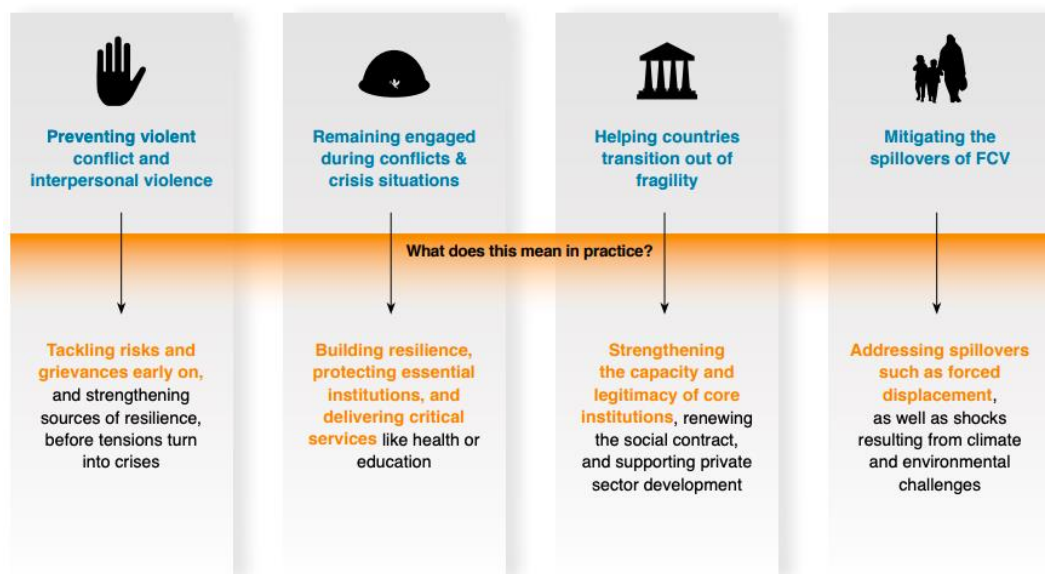 Preventing violent
conflict and
interpersonal violence
Remaining engaged
during conflicts &
crisis situations
Helping countries
transition out of
fragility
Mitigating the
spillovers of FCV
What does this mean in practice?
Tackling risks and
grievances early on,
and strengthening
sources of resilience,
before tensions turn
into crises
Building resilience,
protecting essential
institutions, and
delivering critical
services like health or
education
Strengthening
the capacity and
legitimacy of core
institutions, renewing
the social contract,
and supporting private
sector development
Addressing spillovers
such as forced
displacement,
as well as shocks
resulting from climate
and environmental
challenges